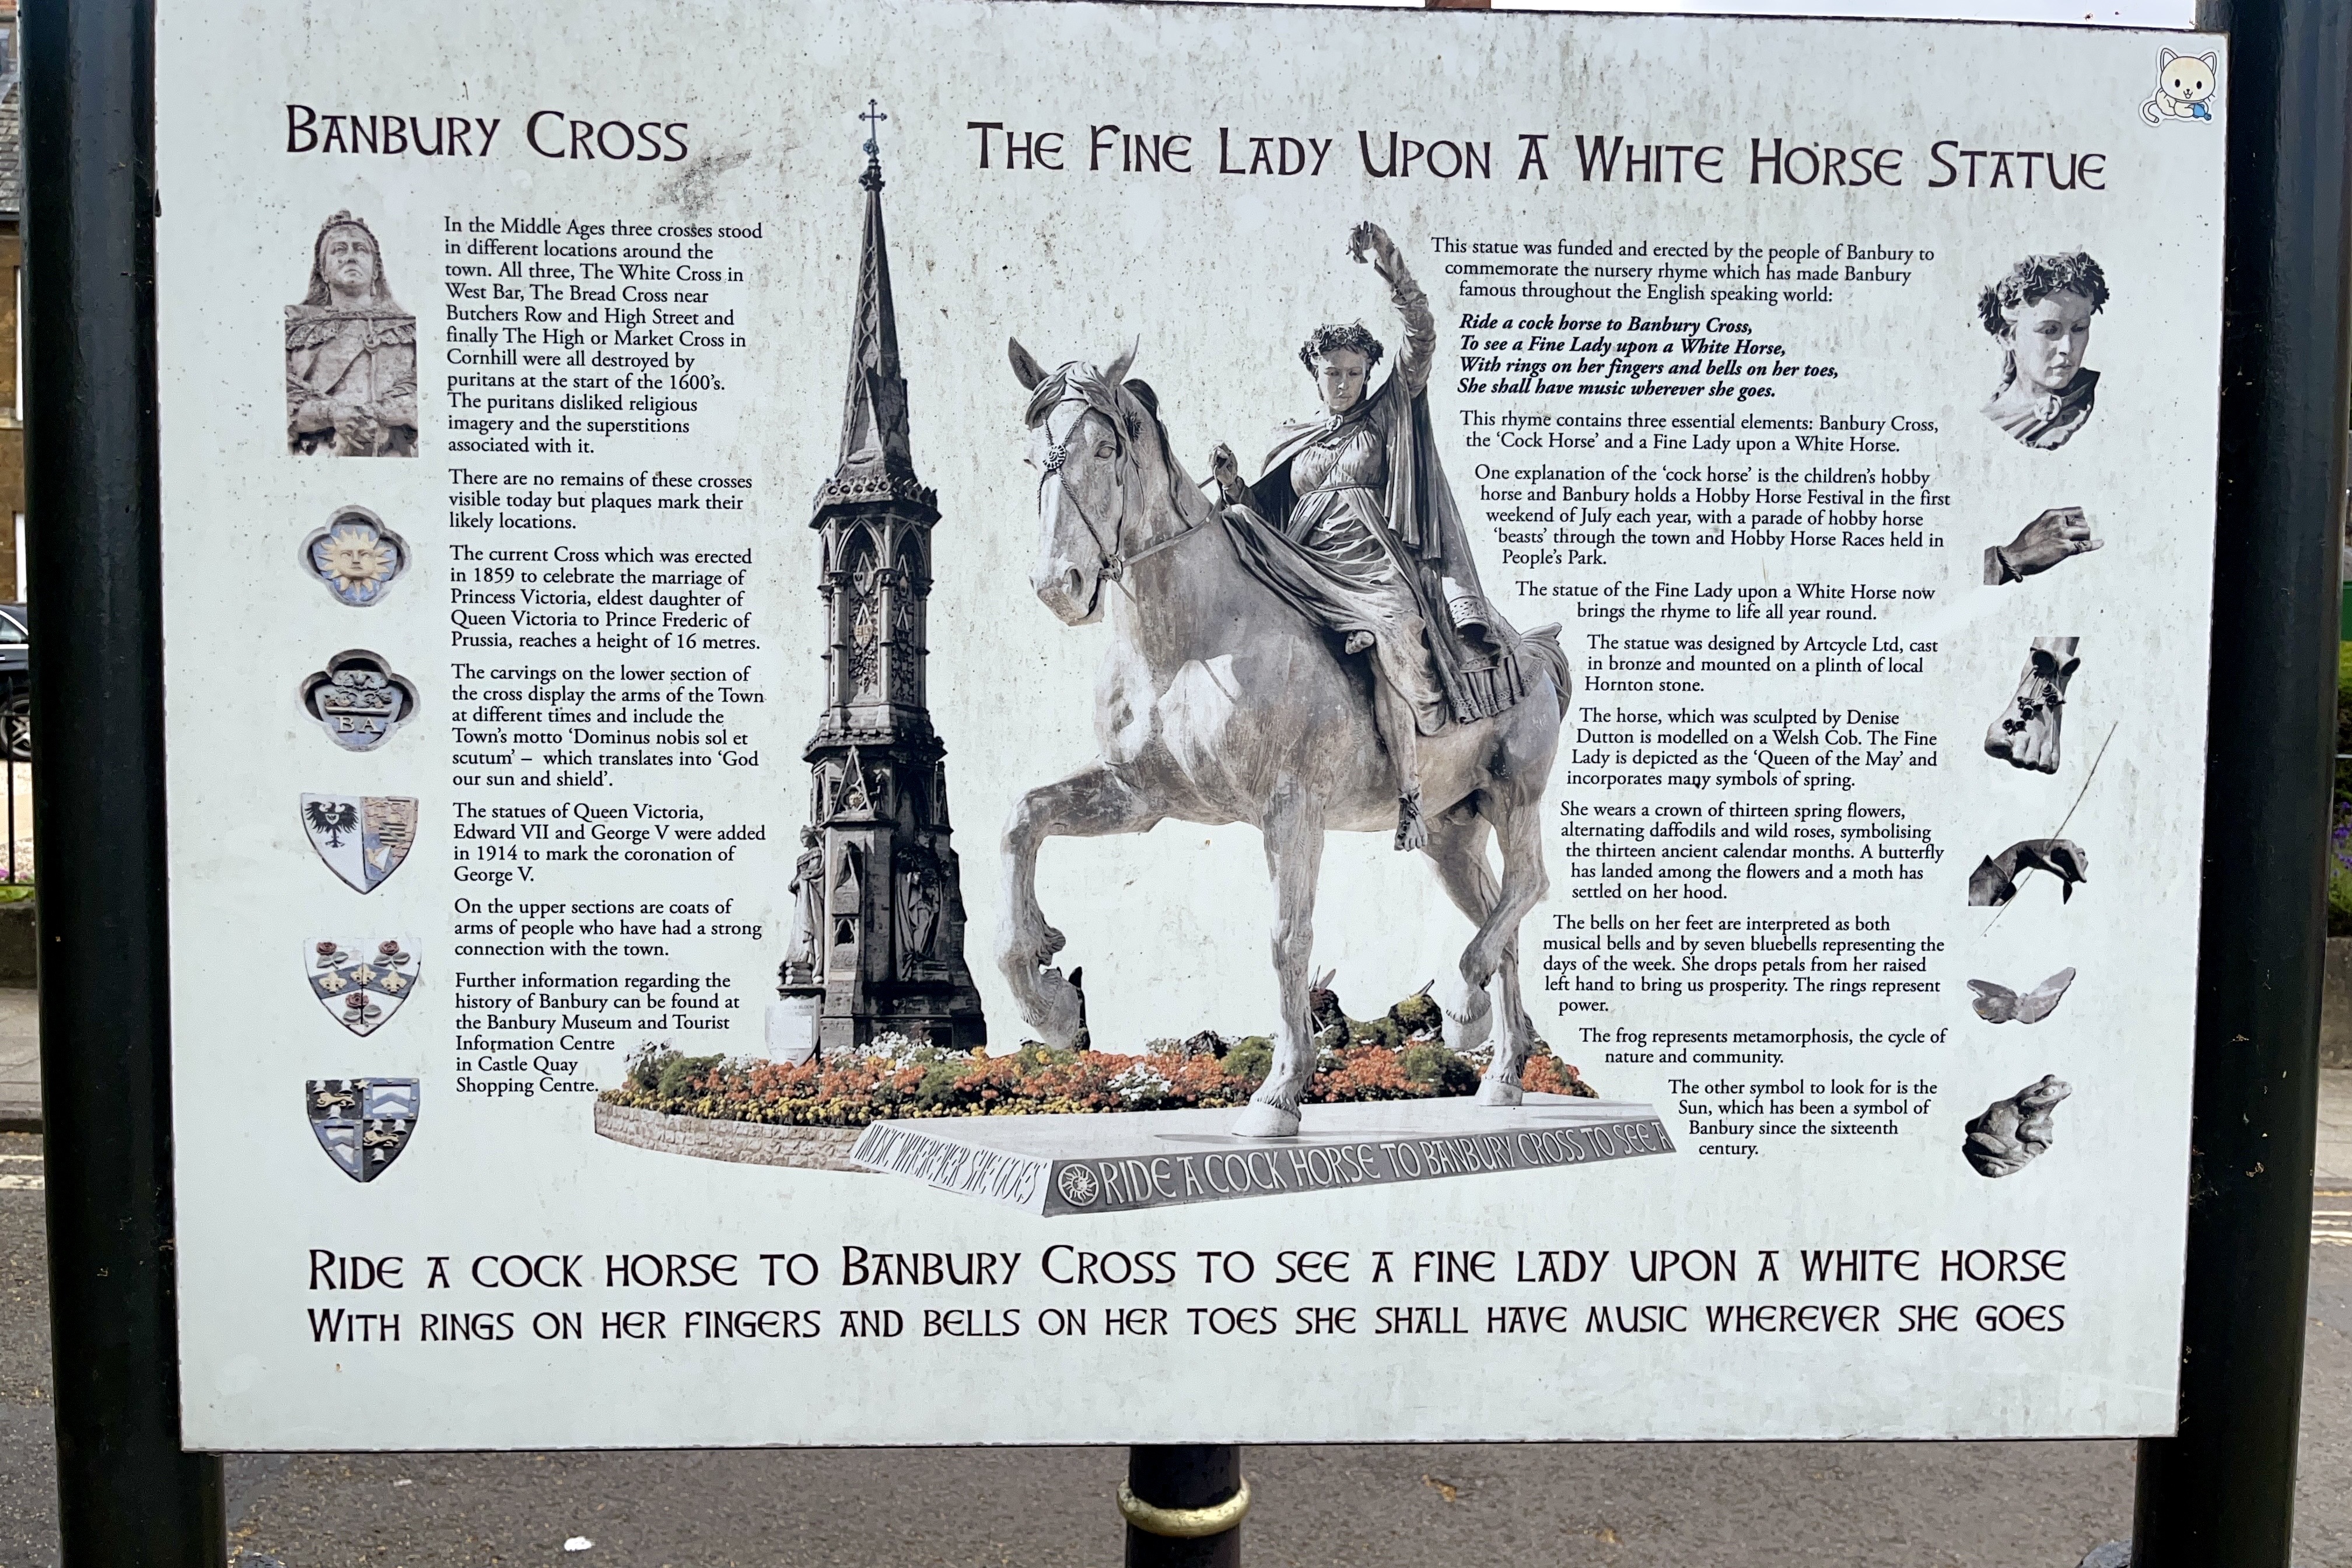 BANBURY CROSS
In the Middle Ages three crosses stood
in different locations around the
town. All three, The White Cross in
West Bar, The Bread Cross near
Butchers Row and High Street and
finally The High or Market Cross in
Cornhill were all destroyed by
puritans at the start of the 1600's.
The puritans disliked religious
imagery and the superstitions
associated with it.
There are no remains of these crosses
visible today but plaques mark their
likely locations.
The current Cross which was erected
in 1859 to celebrate the marriage of
Princess Victoria, eldest daughter of
Queen Victoria to Prince Frederic of
Prussia, reaches a height of 16 metres.
The carvings on the lower section of
the cross display the arms of the Town
at different times and include the
Town's motto ‘Dominus nobis sol et
scutum’ – which translates into ‘God
our sun and shield’.
The statues of Queen Victoria,
Edward VII and George V were added
in 1914 to mark the coronation of
George V.
On the upper sections are coats of
arms of people who have had a strong
connection with the town.
Further information regarding the
history of Banbury can be found at
the Banbury Museum and Tourist
Information Centre
in Castle Quay
Shopping Centre.
BA
THE FINE LADY UPON A WHITE HORSE STATUE
This statue was funded and erected by the people of Banbury to
commemorate the nursery rhyme which has made Banbury
famous throughout the English speaking world:
Ride a cock horse to Banbury Cross,
To see a Fine Lady upon a White Horse,
With rings on her fingers and bells on her toes,
She shall have music wherever she goes.
This rhyme contains three essential elements: Banbury Cross,
the ‘Cock Horse’ and a Fine Lady upon a White Horse.
One explanation of the ‘cock horse’ is the children's hobby
horse and Banbury holds a Hobby Horse Festival in the first
weekend of July each year, with a parade of hobby horse
‘beasts’ through the town and Hobby Horse Races held in
People's Park.
The statue of the Fine Lady upon a White Horse now
brings the rhyme to life all year round.
The statue was designed by Artcycle Ltd, cast
in bronze and mounted on a plinth of local
Hornton stone.
The horse, which was sculpted by Denise
Dutton is modelled on a Welsh Cob. The Fine
Lady is depicted as the ‘Queen of the May’ and
incorporates many symbols of spring.
She wears a crown of thirteen spring flowers,
alternating daffodils and wild roses, symbolising
the thirteen ancient calendar months. A butterfly
has landed among the flowers and a moth has
settled on her hood.
The bells on her feet are interpreted as both
musical bells and by seven bluebells representing the
days of the week. She drops petals from her raised
left hand to bring us prosperity. The rings represent
power.
The frog represents metamorphosis, the cycle of
nature and community.
The other symbol to look for is the
Sun, which has been a symbol of
Banbury since the sixteenth
century.
MUSIC WHEREVER SHE GOES
RIDE A COCK HORSE TO BANBURY CROSS TO SEE A
RIDE A COCK HORSE TO BANBURY CROSS TO SEE A FINE LADY UPON A WHITE HORSE
WITH RINGS ON HER FINGERS AND BELLS ON HER TOES SHE SHALL HAVE MUSIC WHEREVER SHE GOES